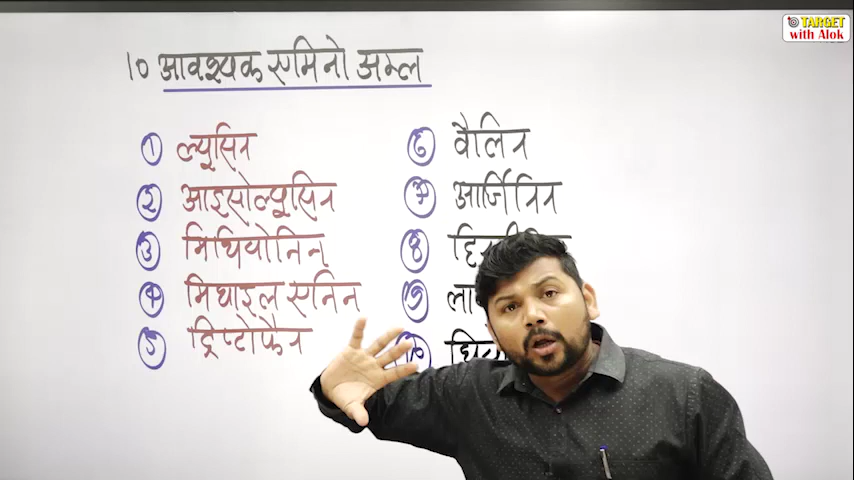 TARGET
with Alok
10 आवश्यक एमिनो अम्ल
① ल्यूसिन
② आइसोल्यूसिन
③ मिथियोनिन
④ मिथाइल एनिन
⑤ ट्रिप्टोफैन
⑥ वैलिन
⑦ आर्जिनिन
⑧
⑨
⑩